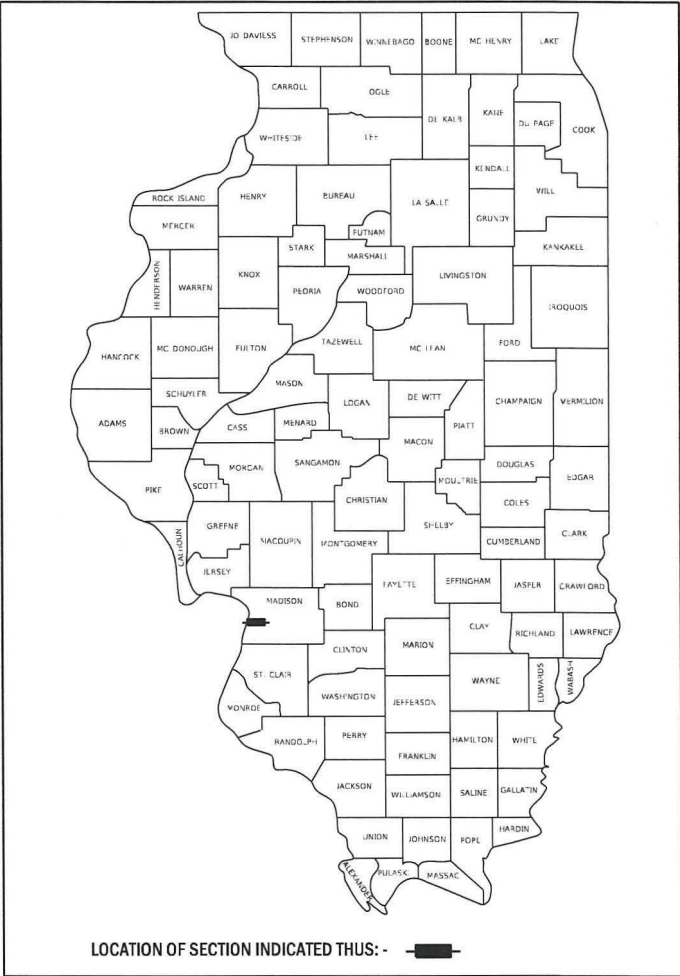 JO DAVIESS STEPHENSON WINNEBAGO BOONE MC HENRY LAKE
CARROLL OGLE DE KALB KANE DU PAGE COOK
WHITESIDE LEE
KENDALL
ROCK ISLAND HENRY BUREAU LA SALLE WILL
MERCER PUTNAM GRUNDY
STARK MARSHALL KANKAKEE
HENDERSON WARREN KNOX PEORIA WOODFORD LIVINGSTON IROQUOIS
HANCOCK MC DONOUGH FULTON TAZEWELL MC LEAN FORD
MASON
SCHUYLER LOGAN DE WITT CHAMPAIGN VERMILION
ADAMS BROWN CASS MENARD MACON PIATT
MORGAN SANGAMON DOUGLAS EDGAR
PIKE SCOTT CHRISTIAN MOULTRIE COLES
CALHOUN GREENE MACOUPIN MONTGOMERY SHELBY CUMBERLAND CLARK
JERSEY FAYETTE EFFINGHAM JASPER CRAWFORD
MADISON BOND
CLAY RICHLAND LAWRENCE
CLINTON MARION
ST. CLAIR WAYNE EDWARDS WABASH
MONROE WASHINGTON JEFFERSON
RANDOLPH PERRY HAMILTON WHITE
FRANKLIN
JACKSON WILLIAMSON SALINE GALLATIN
UNION JOHNSON POPE HARDIN
ALEXANDER PULASKI MASSAC
LOCATION OF SECTION INDICATED THUS: -